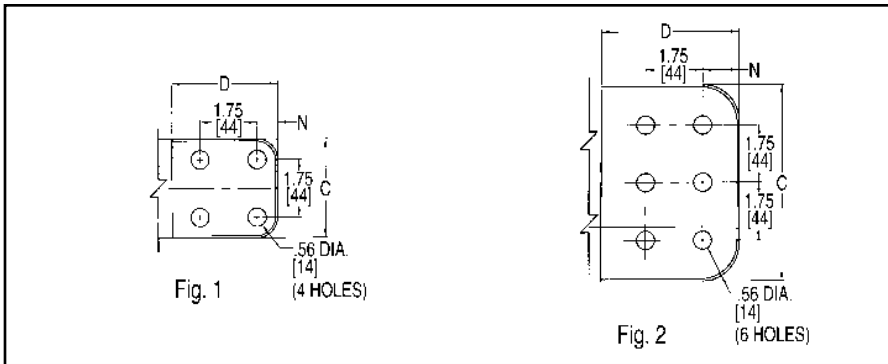 D
1.75
[44]
N
1.75
[44]
C
.56 DIA.
[14]
(4 HOLES)
Fig. 1
D
1.75
[44]
N
1.75
[44]
C
1.75
[44]
.56 DIA.
[14]
(6 HOLES)
Fig. 2